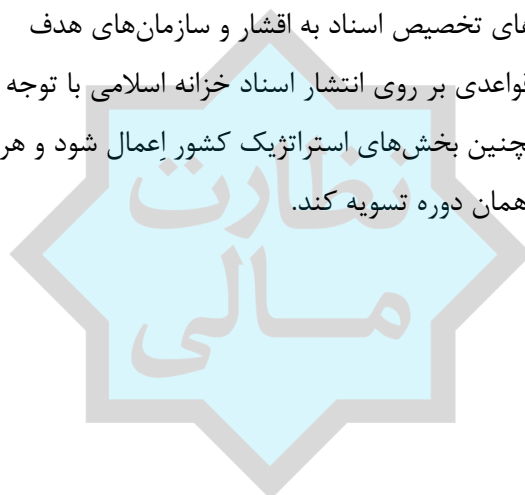 های تخصیص اسناد به اقشار و سازمان‌های هدف
واعدی بر روی انتشار اسناد خزانه اسلامی با توجه
چنین بخش‌های استراتژیک کشور اِعمال شود و هر
همان دوره تسویه کند.
نظارت
مالی